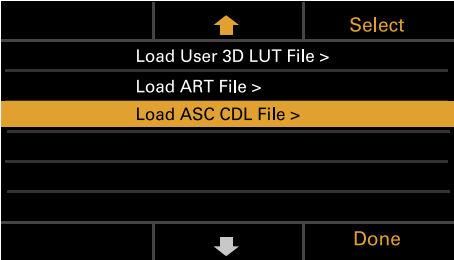 Select
Load User 3D LUT File >
Load ART File >
Load ASC CDL File >
Done